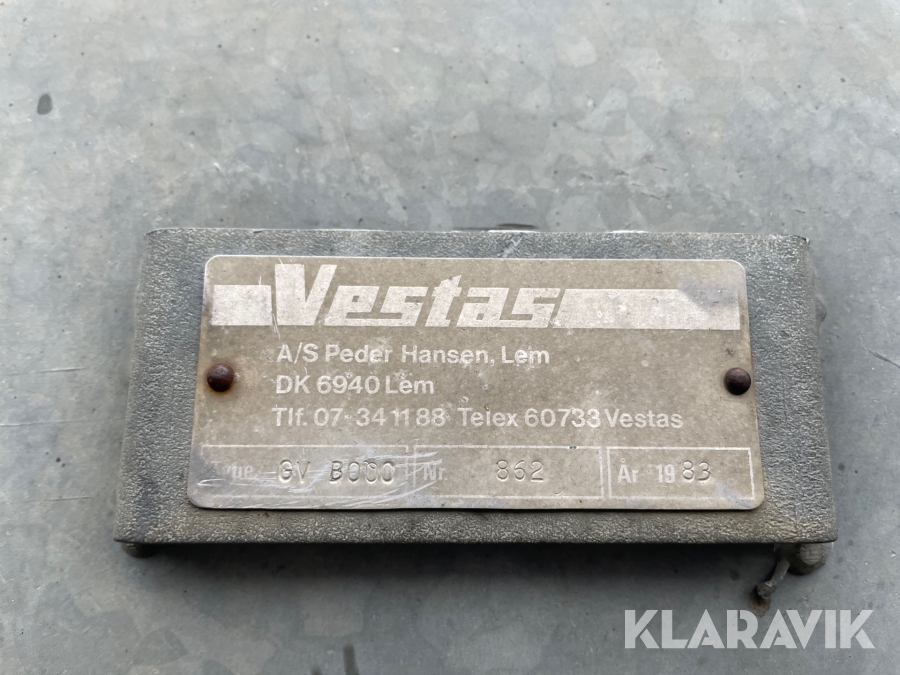 Vestas
A/S Peder Hansen, Lem
DK 6940 Lem
Tlf. 07-34 11 88 Telex 60733 Vestas
Type GV 8000 Nr. 862 År 1983
KLARAVIK